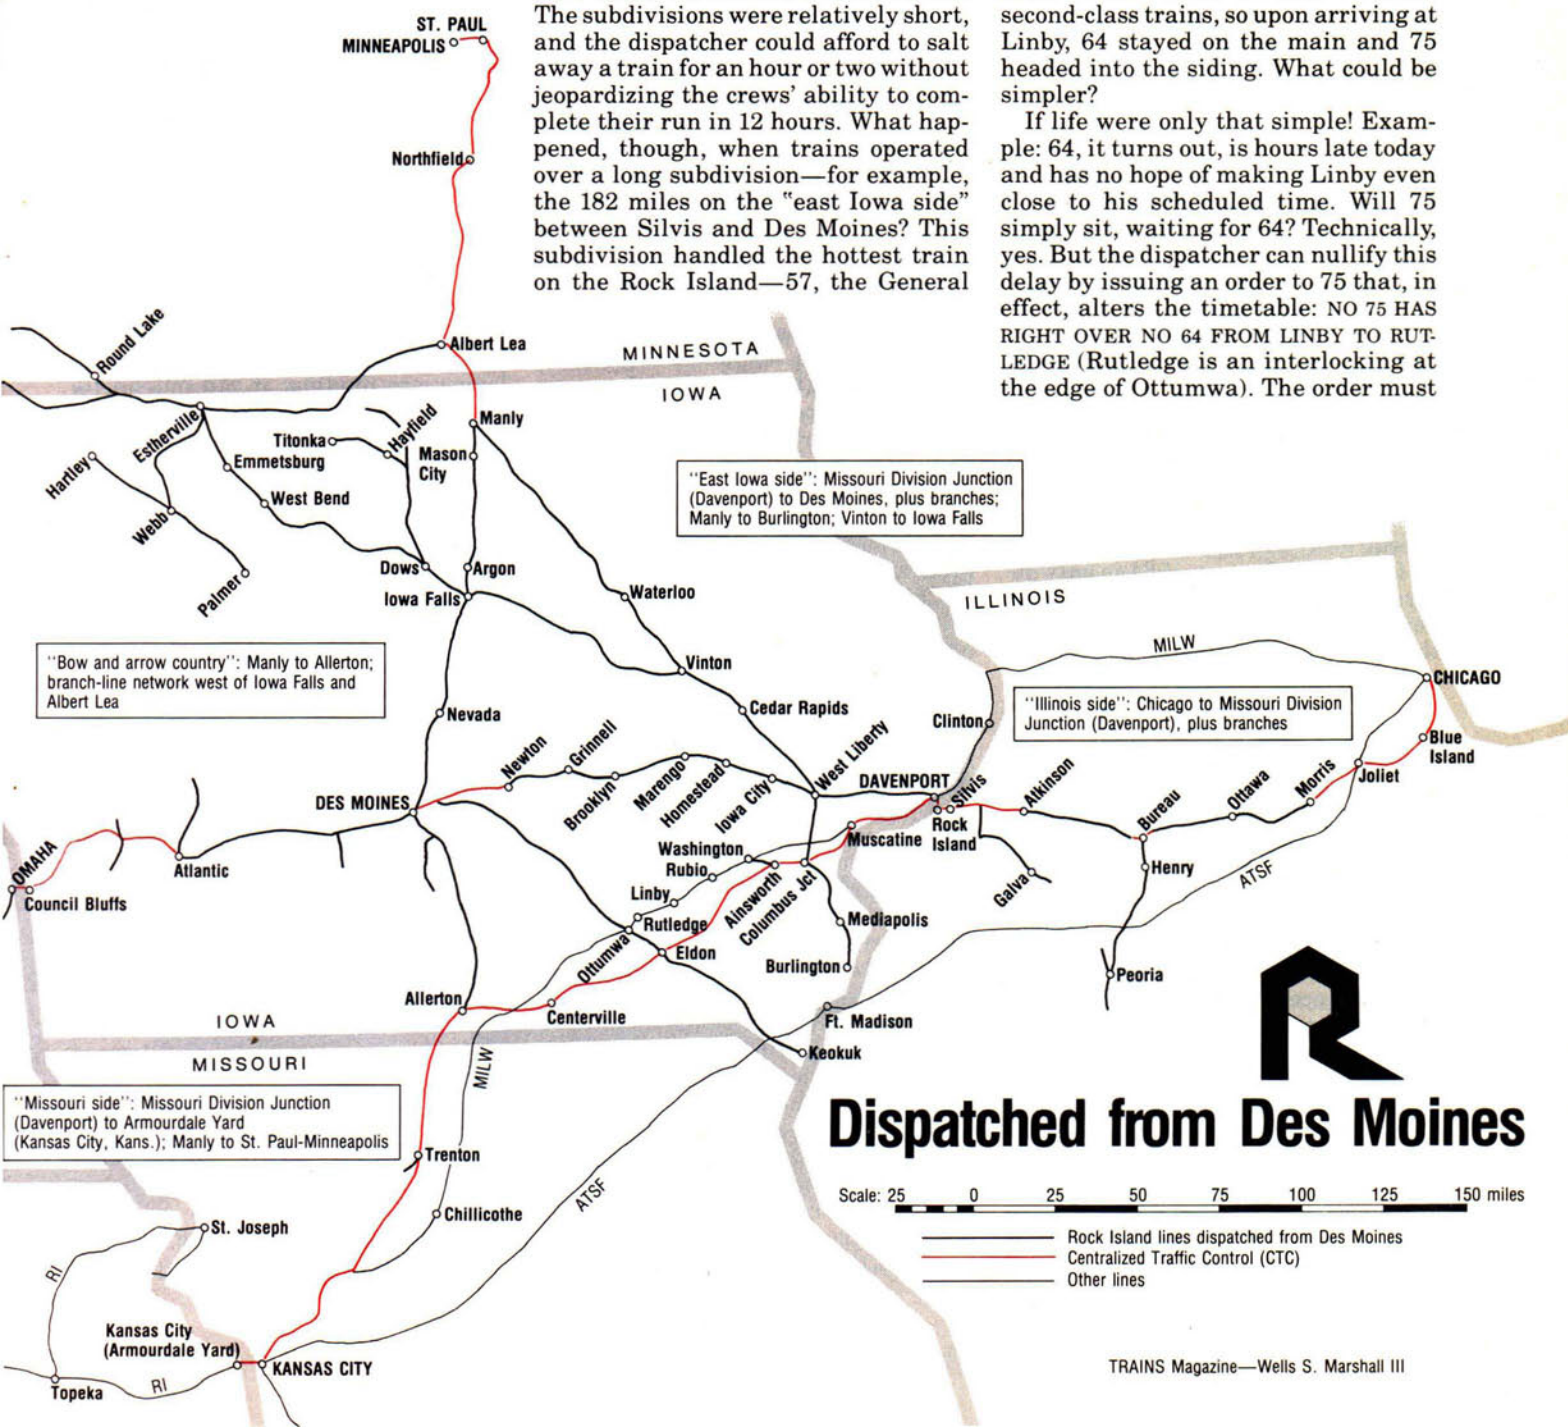 The subdivisions were relatively short,
and the dispatcher could afford to salt
away a train for an hour or two without
jeopardizing the crews' ability to com-
plete their run in 12 hours. What hap-
pened, though, when trains operated
over a long subdivision—for example,
the 182 miles on the "east Iowa side"
between Silvis and Des Moines? This
subdivision handled the hottest train
on the Rock Island—57, the General
second-class trains, so upon arriving at
Linby, 64 stayed on the main and 75
headed into the siding. What could be
simpler?
If life were only that simple! Exam-
ple: 64, it turns out, is hours late today
and has no hope of making Linby even
close to his scheduled time. Will 75
simply sit, waiting for 64? Technically,
yes. But the dispatcher can nullify this
delay by issuing an order to 75 that, in
effect, alters the timetable: NO 75 HAS
RIGHT OVER NO 64 FROM LINBY TO RUT-
LEDGE (Rutledge is an interlocking at
the edge of Ottumwa). The order must
ST. PAUL
MINNEAPOLIS
Northfield
Round Lake
Albert Lea
MINNESOTA
IOWA
Estherville
Titonka
Hayfield
Manly
Mason
City
Hartley
Emmetsburg
West Bend
Webb
Palmer
Dows
Argon
Iowa Falls
Waterloo
"East Iowa side": Missouri Division Junction
(Davenport) to Des Moines, plus branches;
Manly to Burlington; Vinton to Iowa Falls
ILLINOIS
MILW
"Bow and arrow country": Manly to Allerton;
branch-line network west of Iowa Falls and
Albert Lea
Vinton
Nevada
Cedar Rapids
Clinton
"Illinois side": Chicago to Missouri Division
Junction (Davenport), plus branches
CHICAGO
Blue
Island
Joliet
Morris
Ottawa
Bureau
Atkinson
Silvis
DAVENPORT
Rock
Island
West Liberty
Iowa City
Homestead
Marengo
Brooklyn
Grinnell
Newton
DES MOINES
Atlantic
OMAHA
Council Bluffs
Muscatine
Washington
Rubio
Linby
Ainsworth
Columbus Jct
Rutledge
Ottumwa
Eldon
Mediapolis
Burlington
Galva
Henry
Peoria
ATSF
Allerton
Centerville
Ft. Madison
Keokuk
IOWA
MISSOURI
MILW
"Missouri side": Missouri Division Junction
(Davenport) to Armourdale Yard
(Kansas City, Kans.); Manly to St. Paul-Minneapolis
Trenton
Chillicothe
ATSF
St. Joseph
RI
Kansas City
(Armourdale Yard)
KANSAS CITY
Topeka
RI
R
Dispatched from Des Moines
Scale: 25 0 25 50 75 100 125 150 miles
Rock Island lines dispatched from Des Moines
Centralized Traffic Control (CTC)
Other lines
TRAINS Magazine—Wells S. Marshall III